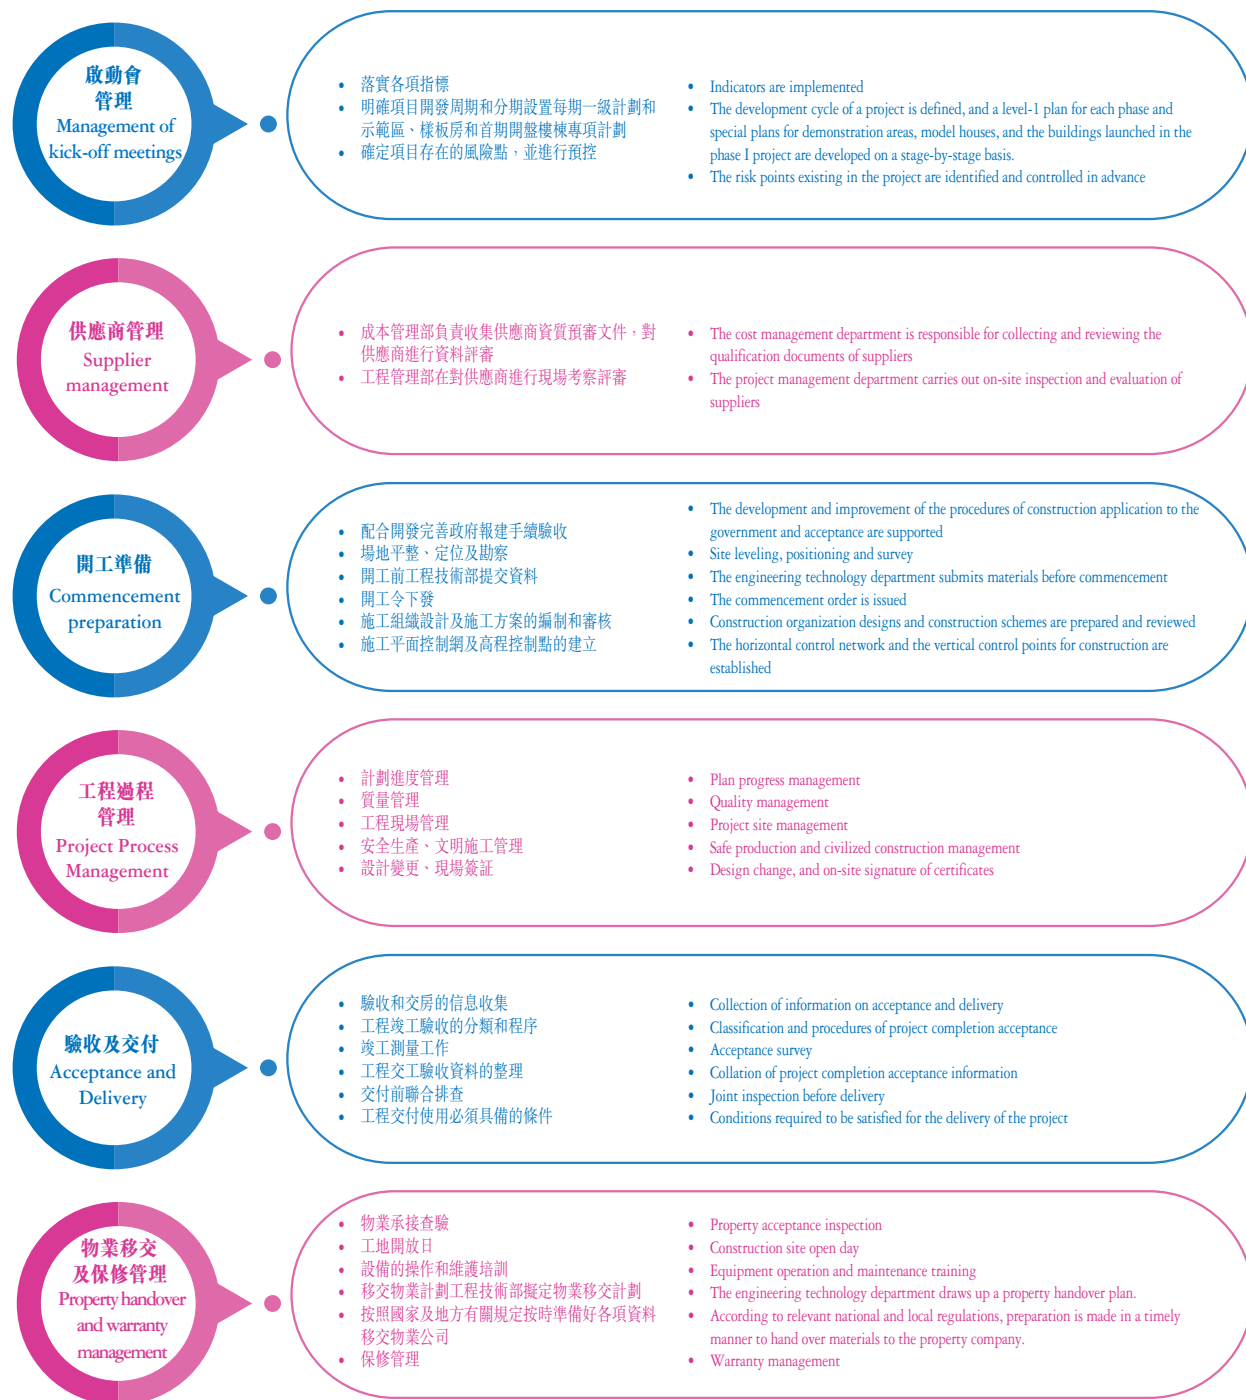 啟動會
管理
Management of
kick-off meetings
• 落實各項指標
• 明確項目開發周期和分期設置每期一級計劃和
示範區、樣板房和首期開盤樓棟專項計劃
• 確定項目存在的風險點，並進行預控
• Indicators are implemented
• The development cycle of a project is defined, and a level-1 plan for each phase and
special plans for demonstration areas, model houses, and the buildings launched in the
phase I project are developed on a stage-by-stage basis.
• The risk points existing in the project are identified and controlled in advance
供應商管理
Supplier
management
• 成本管理部負責收集供應商資質預審文件，對
供應商進行資料評審
• 工程管理部在對供應商進行現場考察評審
• The cost management department is responsible for collecting and reviewing the
qualification documents of suppliers
• The project management department carries out on-site inspection and evaluation of
suppliers
開工準備
Commencement
preparation
• 配合開發完善政府報建手續驗收
• 場地平整、定位及勘察
• 開工前工程技術部提交資料
• 開工令下發
• 施工組織設計及施工方案的編制和審核
• 施工平面控制網及高程控制點的建立
• The development and improvement of the procedures of construction application to the
government and acceptance are supported
• Site leveling, positioning and survey
• The engineering technology department submits materials before commencement
• The commencement order is issued
• Construction organization designs and construction schemes are prepared and reviewed
• The horizontal control network and the vertical control points for construction are
established
工程過程
管理
Project Process
Management
• 計劃進度管理
• 質量管理
• 工程現場管理
• 安全生產、文明施工管理
• 設計變更、現場簽証
• Plan progress management
• Quality management
• Project site management
• Safe production and civilized construction management
• Design change, and on-site signature of certificates
驗收及交付
Acceptance and
Delivery
• 驗收和交房的信息收集
• 工程竣工驗收的分類和程序
• 竣工測量工作
• 工程交工驗收資料的整理
• 交付前聯合排查
• 工程交付使用必須具備的條件
• Collection of information on acceptance and delivery
• Classification and procedures of project completion acceptance
• Acceptance survey
• Collation of project completion acceptance information
• Joint inspection before delivery
• Conditions required to be satisfied for the delivery of the project
物業移交
及保修管理
Property handover
and warranty
management
• 物業承接查驗
• 工地開放日
• 設備的操作和維護培訓
• 移交物業計劃工程技術部擬定物業移交計劃
• 按照國家及地方有關規定按時準備好各項資料
移交物業公司
• 保修管理
• Property acceptance inspection
• Construction site open day
• Equipment operation and maintenance training
• The engineering technology department draws up a property handover plan.
• According to relevant national and local regulations, preparation is made in a timely
manner to hand over materials to the property company.
• Warranty management